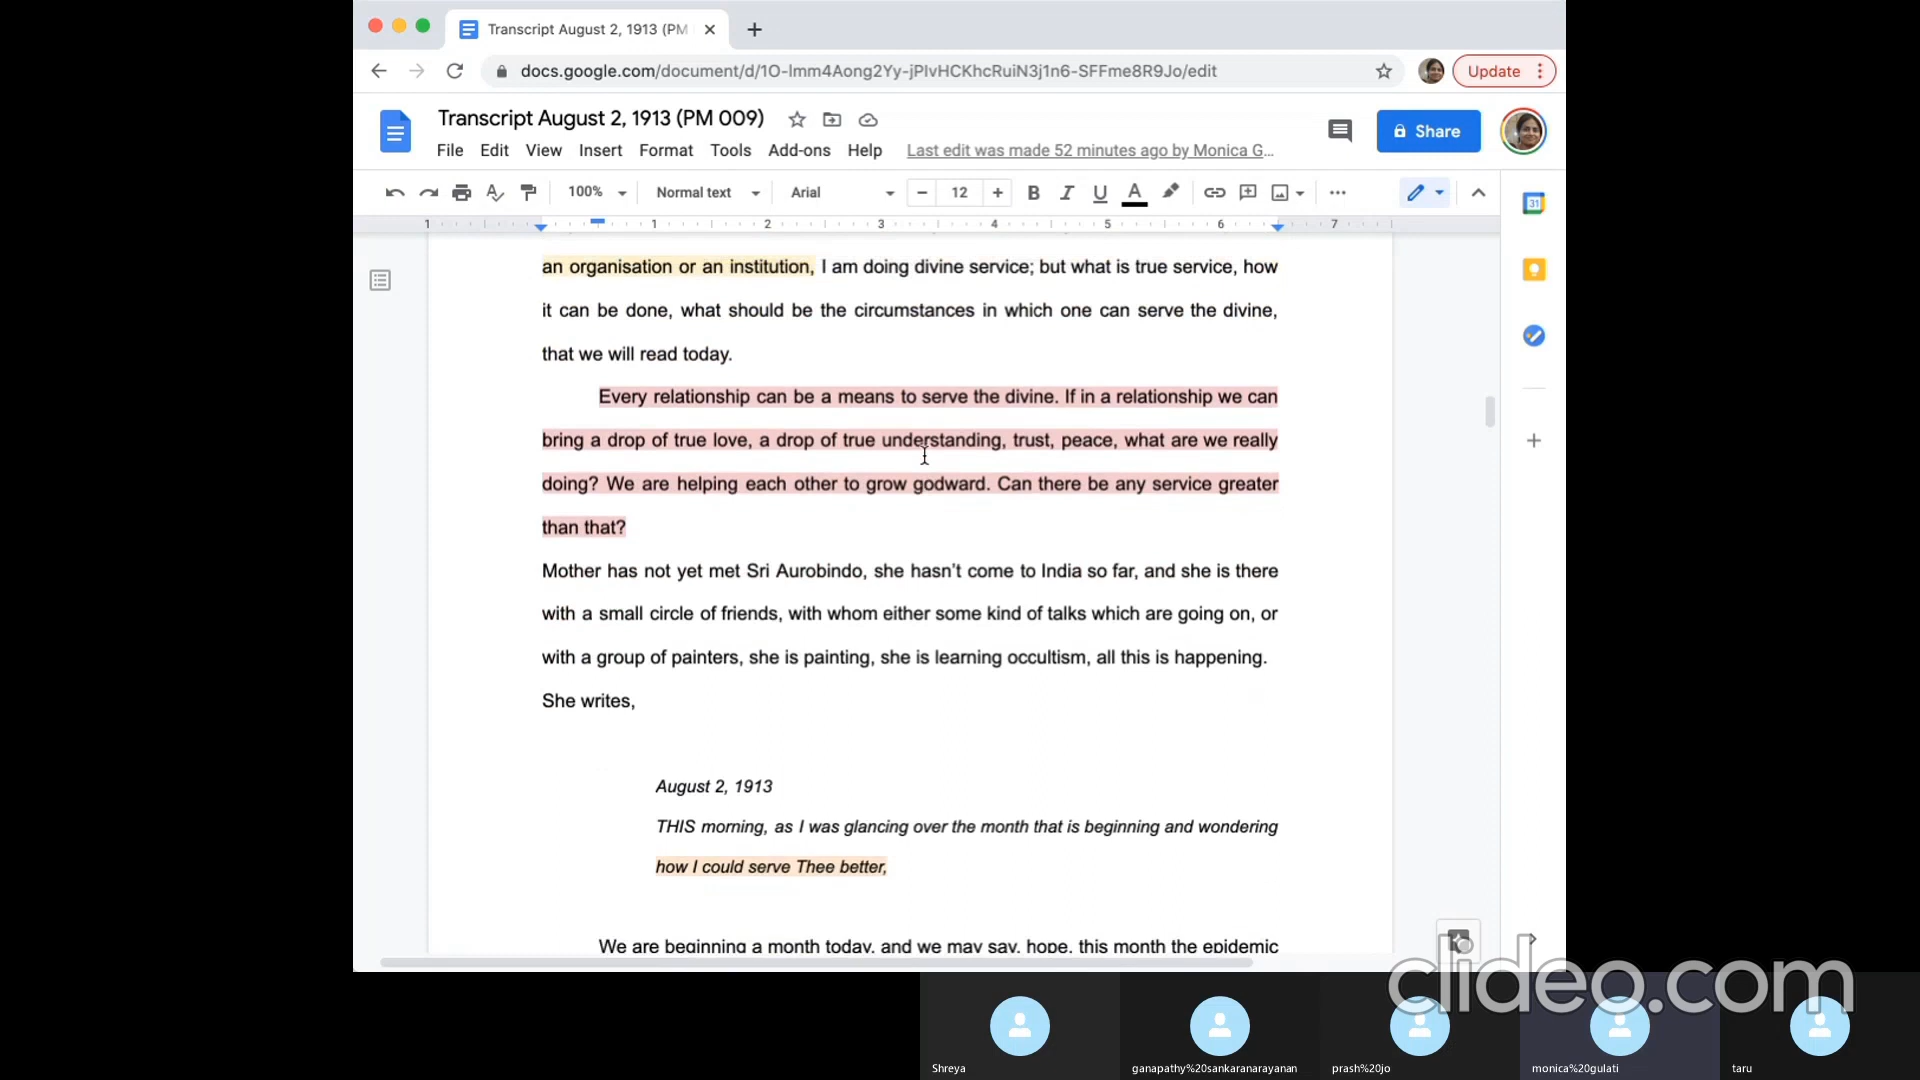 Transcript August 2, 1913 (PM
docs.google.com/document/d/1O-lmm4Aong2Yy-jPIvHCKhcRuiN3j1n6-SFFme8R9Jo/edit
Update
Transcript August 2, 1913 (PM 009)
Share
File Edit View Insert Format Tools Add-ons Help Last edit was made 52 minutes ago by Monica G...
100% Normal text Arial 12 B I U A
1 1 2 3 4 5 6 7
31
an organisation or an institution, I am doing divine service; but what is true service, how
it can be done, what should be the circumstances in which one can serve the divine,
that we will read today.
Every relationship can be a means to serve the divine. If in a relationship we can
bring a drop of true love, a drop of true understanding, trust, peace, what are we really
doing? We are helping each other to grow godward. Can there be any service greater
than that?
Mother has not yet met Sri Aurobindo, she hasn't come to India so far, and she is there
with a small circle of friends, with whom either some kind of talks which are going on, or
with a group of painters, she is painting, she is learning occultism, all this is happening.
She writes,
August 2, 1913
THIS morning, as I was glancing over the month that is beginning and wondering
how I could serve Thee better,
We are beginning a month today, and we may say, hope, this month the epidemic
clideo.com
Shreya
ganapathy%20sankaranarayanan
prash%20jo
monica%20gulati
taru